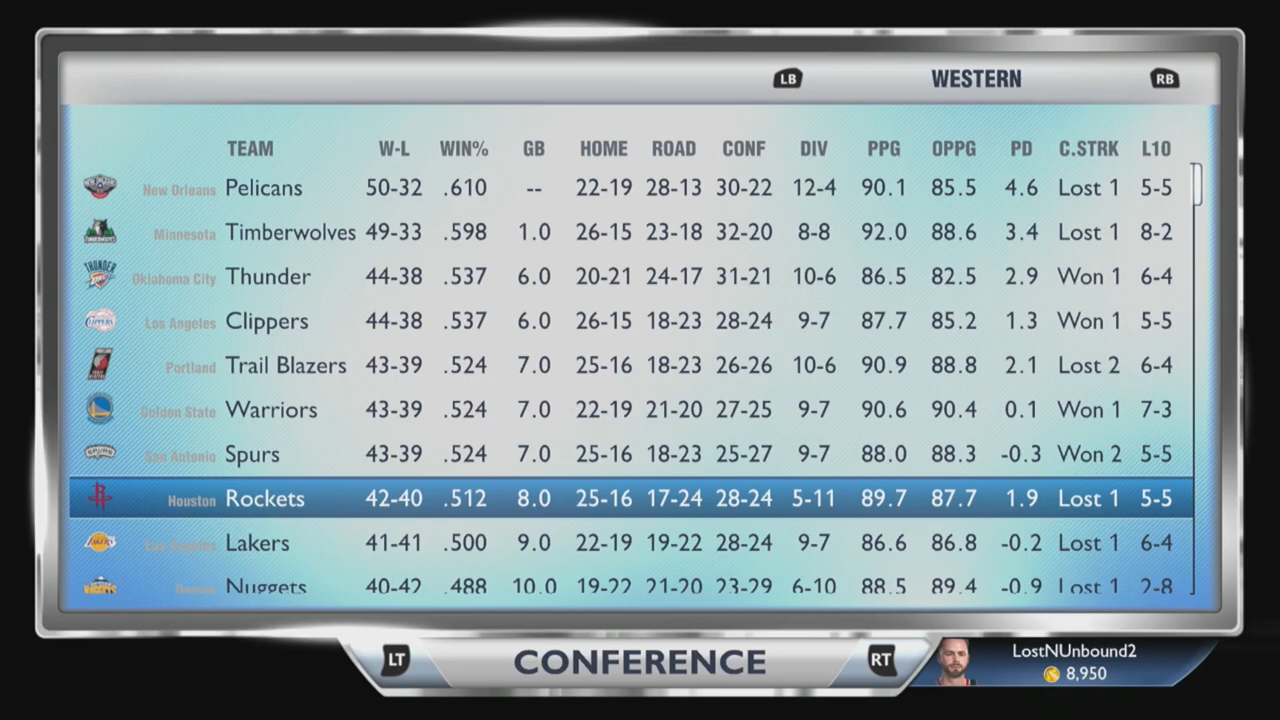 LB WESTERN RB
TEAM W-L WIN% GB HOME ROAD CONF DIV PPG OPPG PD C.STRK L10
New Orleans Pelicans 50-32 .610 -- 22-19 28-13 30-22 12-4 90.1 85.5 4.6 Lost 1 5-5
Minnesota Timberwolves 49-33 .598 1.0 26-15 23-18 32-20 8-8 92.0 88.6 3.4 Lost 1 8-2
Oklahoma City Thunder 44-38 .537 6.0 20-21 24-17 31-21 10-6 86.5 82.5 2.9 Won 1 6-4
Los Angeles Clippers 44-38 .537 6.0 26-15 18-23 28-24 9-7 87.7 85.2 1.3 Won 1 5-5
Portland Trail Blazers 43-39 .524 7.0 25-16 18-23 26-26 10-6 90.9 88.8 2.1 Lost 2 6-4
Golden State Warriors 43-39 .524 7.0 22-19 21-20 27-25 9-7 90.6 90.4 0.1 Won 1 7-3
San Antonio Spurs 43-39 .524 7.0 25-16 18-23 25-27 9-7 88.0 88.3 -0.3 Won 2 5-5
Houston Rockets 42-40 .512 8.0 25-16 17-24 28-24 5-11 89.7 87.7 1.9 Lost 1 5-5
Los Angeles Lakers 41-41 .500 9.0 22-19 19-22 28-24 9-7 86.6 86.8 -0.2 Lost 1 6-4
Denver Nuggets 40-42 .488 10.0 19-22 21-20 23-29 6-10 88.5 89.4 -0.9 Lost 1 2-8
LT CONFERENCE RT
LostNUnbound2
8,950